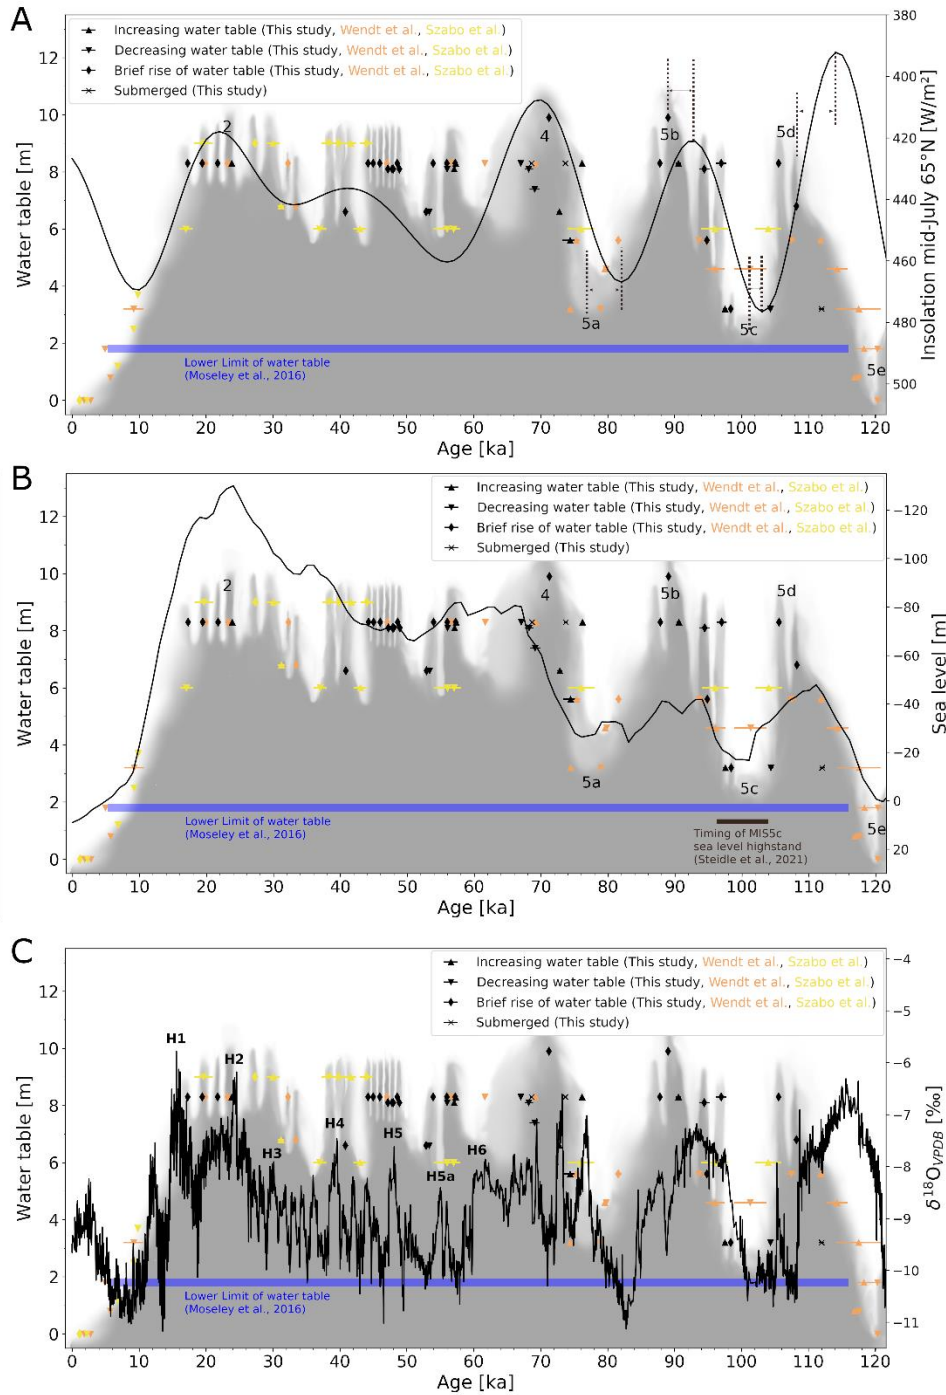 A
Increasing water table (This study, Wendt et al., Szabo et al.)
Decreasing water table (This study, Wendt et al., Szabo et al.)
Brief rise of water table (This study, Wendt et al., Szabo et al.)
Submerged (This study)
12
10
8
6
4
2
0
Water table [m]
380
400
420
440
460
480
500
Insolation mid-July 65°N [W/m²]
2
4
5b
5d
5a
5c
5e
Lower Limit of water table
(Moseley et al., 2016)
0 10 20 30 40 50 60 70 80 90 100 110 120
Age [ka]
B
Increasing water table (This study, Wendt et al., Szabo et al.)
Decreasing water table (This study, Wendt et al., Szabo et al.)
Brief rise of water table (This study, Wendt et al., Szabo et al.)
Submerged (This study)
12
10
8
6
4
2
0
Water table [m]
−120
−100
−80
−60
−40
−20
0
20
Sea level [m]
2
4
5b
5d
5a
5c
5e
Lower Limit of water table
(Moseley et al., 2016)
Timing of MIS5c
sea level highstand
(Steidle et al., 2021)
0 10 20 30 40 50 60 70 80 90 100 110 120
Age [ka]
C
Increasing water table (This study, Wendt et al., Szabo et al.)
Decreasing water table (This study, Wendt et al., Szabo et al.)
Brief rise of water table (This study, Wendt et al., Szabo et al.)
Submerged (This study)
12
10
8
6
4
2
0
Water table [m]
−4
−5
−6
−7
−8
−9
−10
−11
δ¹⁸O_VPDB [‰]
H1
H2
H3
H4
H5
H5a
H6
Lower Limit of water table
(Moseley et al., 2016)
0 10 20 30 40 50 60 70 80 90 100 110 120
Age [ka]